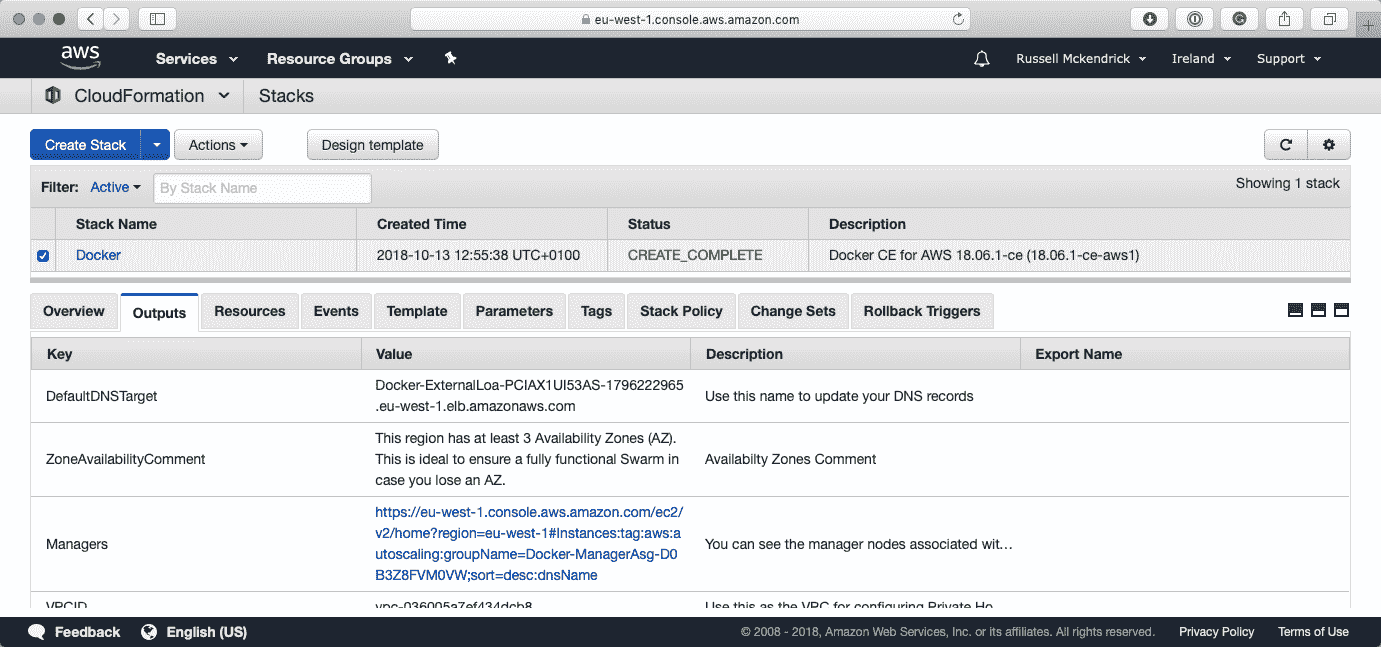 eu-west-1.console.aws.amazon.com
aws Services Resource Groups Russell Mckendrick Ireland Support
CloudFormation Stacks
Create Stack Actions Design template
Filter: Active By Stack Name Showing 1 stack
Stack Name Created Time Status Description
Docker 2018-10-13 12:55:38 UTC+0100 CREATE_COMPLETE Docker CE for AWS 18.06.1-ce (18.06.1-ce-aws1)
Overview Outputs Resources Events Template Parameters Tags Stack Policy Change Sets Rollback Triggers
Key Value Description Export Name
DefaultDNSTarget
Docker-ExternalLoa-PCIAX1UI53AS-1796222965
.eu-west-1.elb.amazonaws.com
Use this name to update your DNS records
ZoneAvailabilityComment
This region has at least 3 Availability Zones (AZ).
This is ideal to ensure a fully functional Swarm in
case you lose an AZ.
Availabilty Zones Comment
Managers
https://eu-west-1.console.aws.amazon.com/ec2/
v2/home?region=eu-west-1#Instances:tag:aws:a
utoscaling:groupName=Docker-ManagerAsg-D0
B3Z8FVM0VW;sort=desc:dnsName
You can see the manager nodes associated wit…
VPCID vpc-036005a7ef434dcb8 Use this as the VPC for configuring Private Ho
Feedback English (US) © 2008 - 2018, Amazon Web Services, Inc. or its affiliates. All rights reserved. Privacy Policy Terms of Use